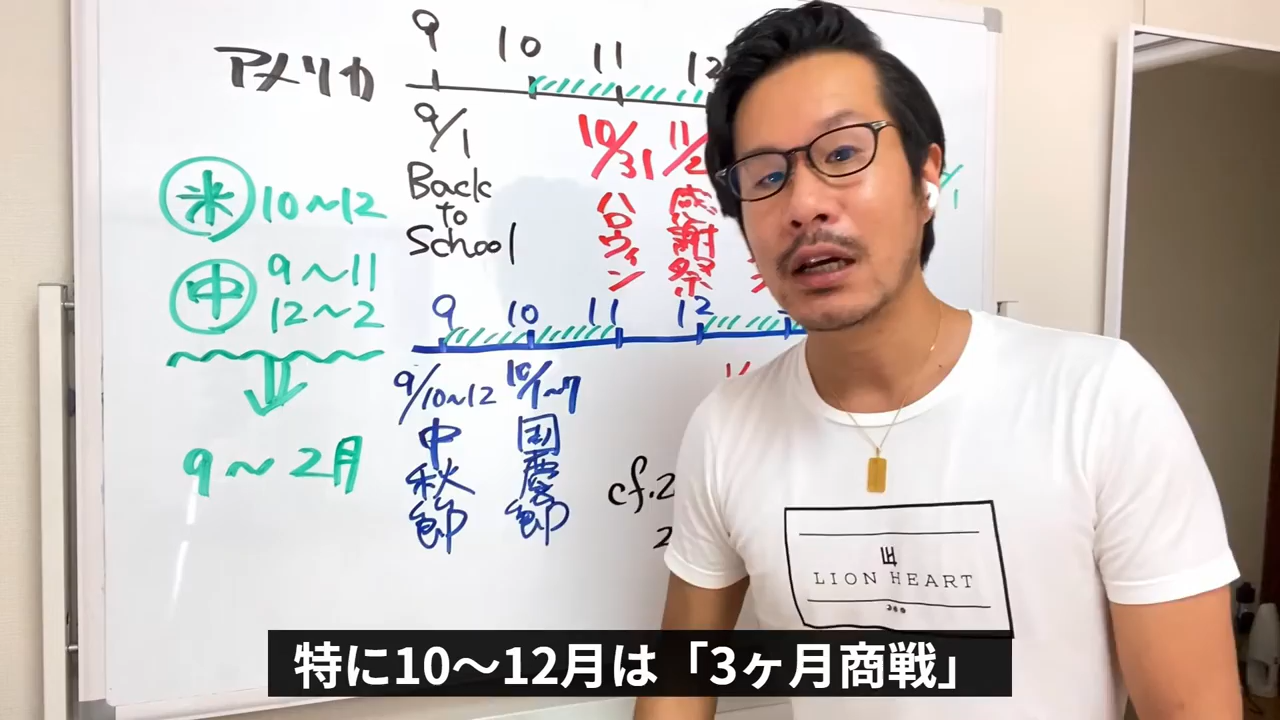 アメリカ
9 10 11 12
9/1
Back
to
School
10/31
ハロウィン
感謝祭
米 10〜12
中 9〜11
12〜2
9〜2月
9 10 11 12
9/10〜12
中秋節
10/1〜7
国慶節
cf.2
LION HEART
特に10〜12月は「3ヶ月商戦」